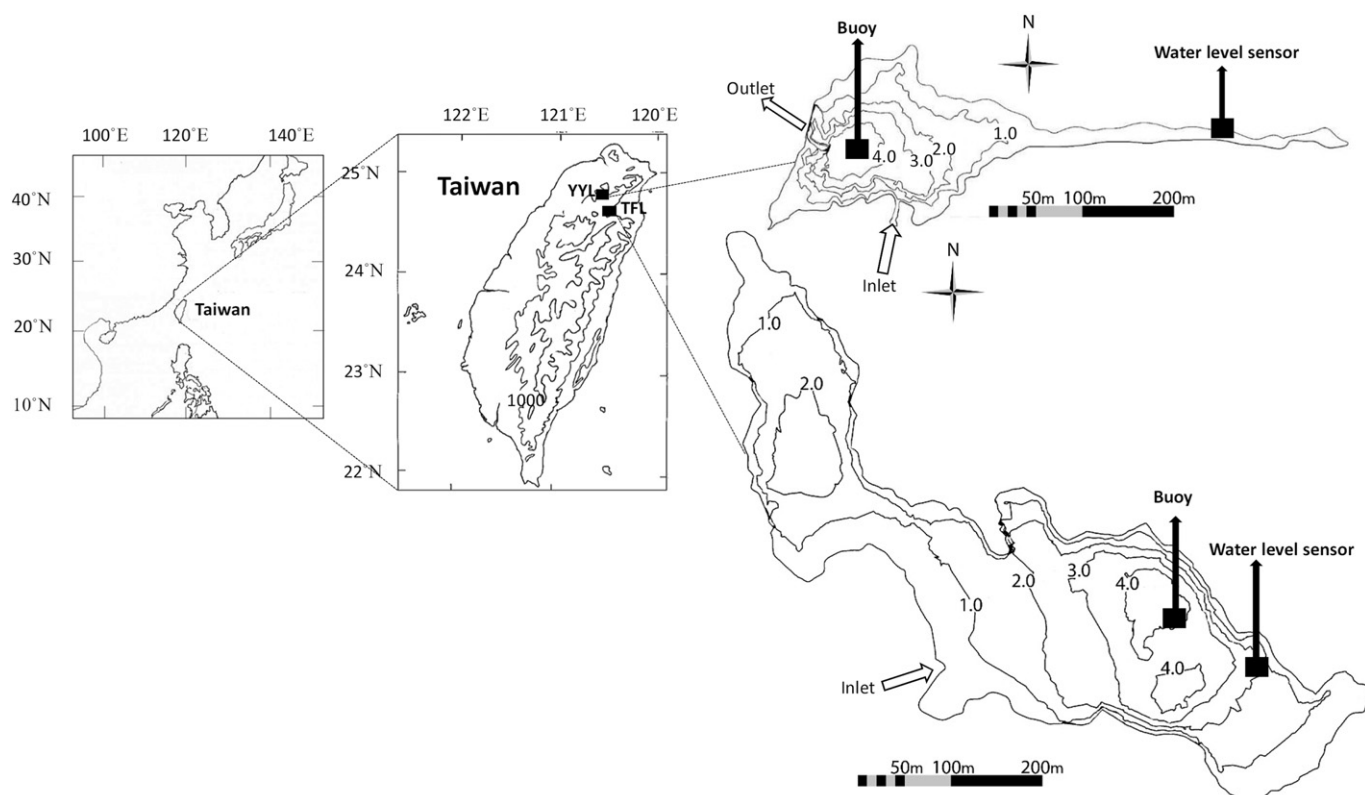 100°E
120°E
140°E
40°N
30°N
20°N
10°N
Taiwan
122°E
121°E
120°E
25°N
24°N
23°N
22°N
Taiwan
YYL
TFL
1000
Buoy
N
Water level sensor
Outlet
1.0
2.0
3.0
4.0
50m 100m 200m
Inlet
N
1.0
2.0
Buoy
Water level sensor
3.0
4.0
2.0
1.0
4.0
Inlet
50m 100m 200m